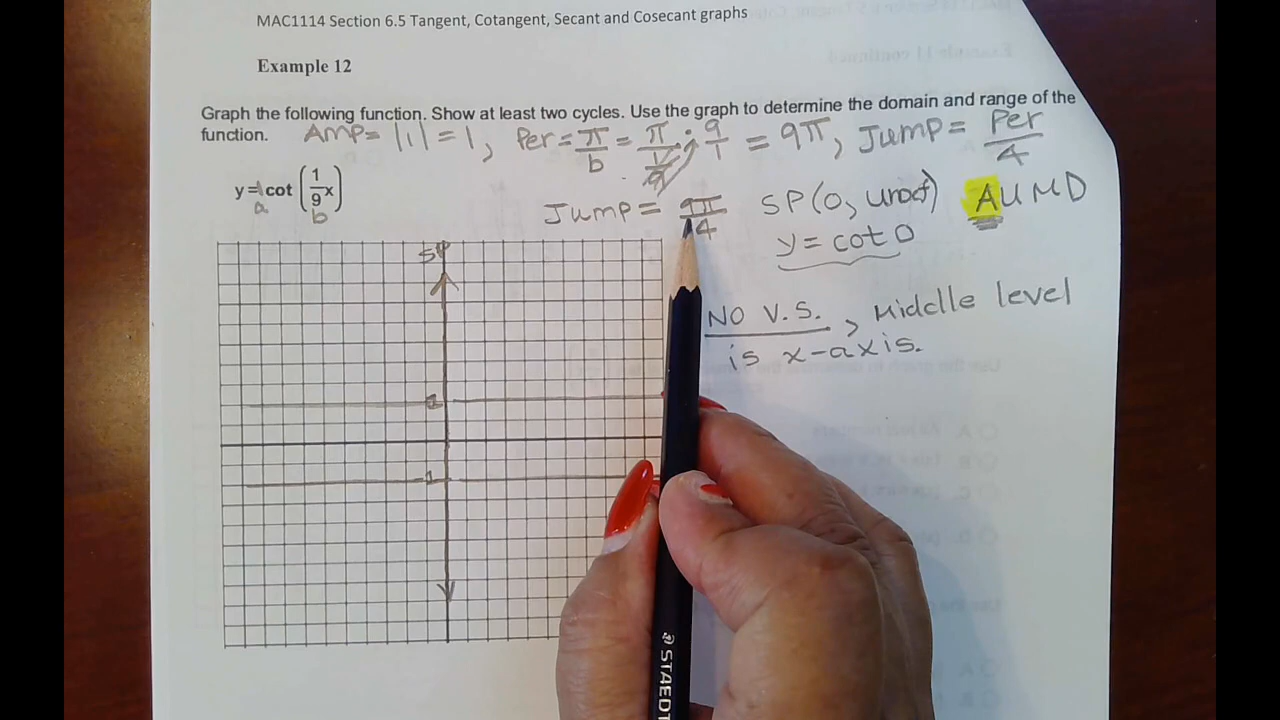 MAC1114 Section 6.5 Tangent, Cotangent, Secant and Cosecant graphs
Example 12
Graph the following function. Show at least two cycles. Use the graph to determine the domain and range of the
function. Amp = |1| = 1, Per = π/b = π/(1/9) · 9/1 = 9π, Jump = Per/4
y = 1 cot (1/9 x)
a b
Jump = 9π/4 SP(0, undf) AUMD
y = cot 0
SP
No V.S., Middle level
is x-axis.
1
-1
STAEDT